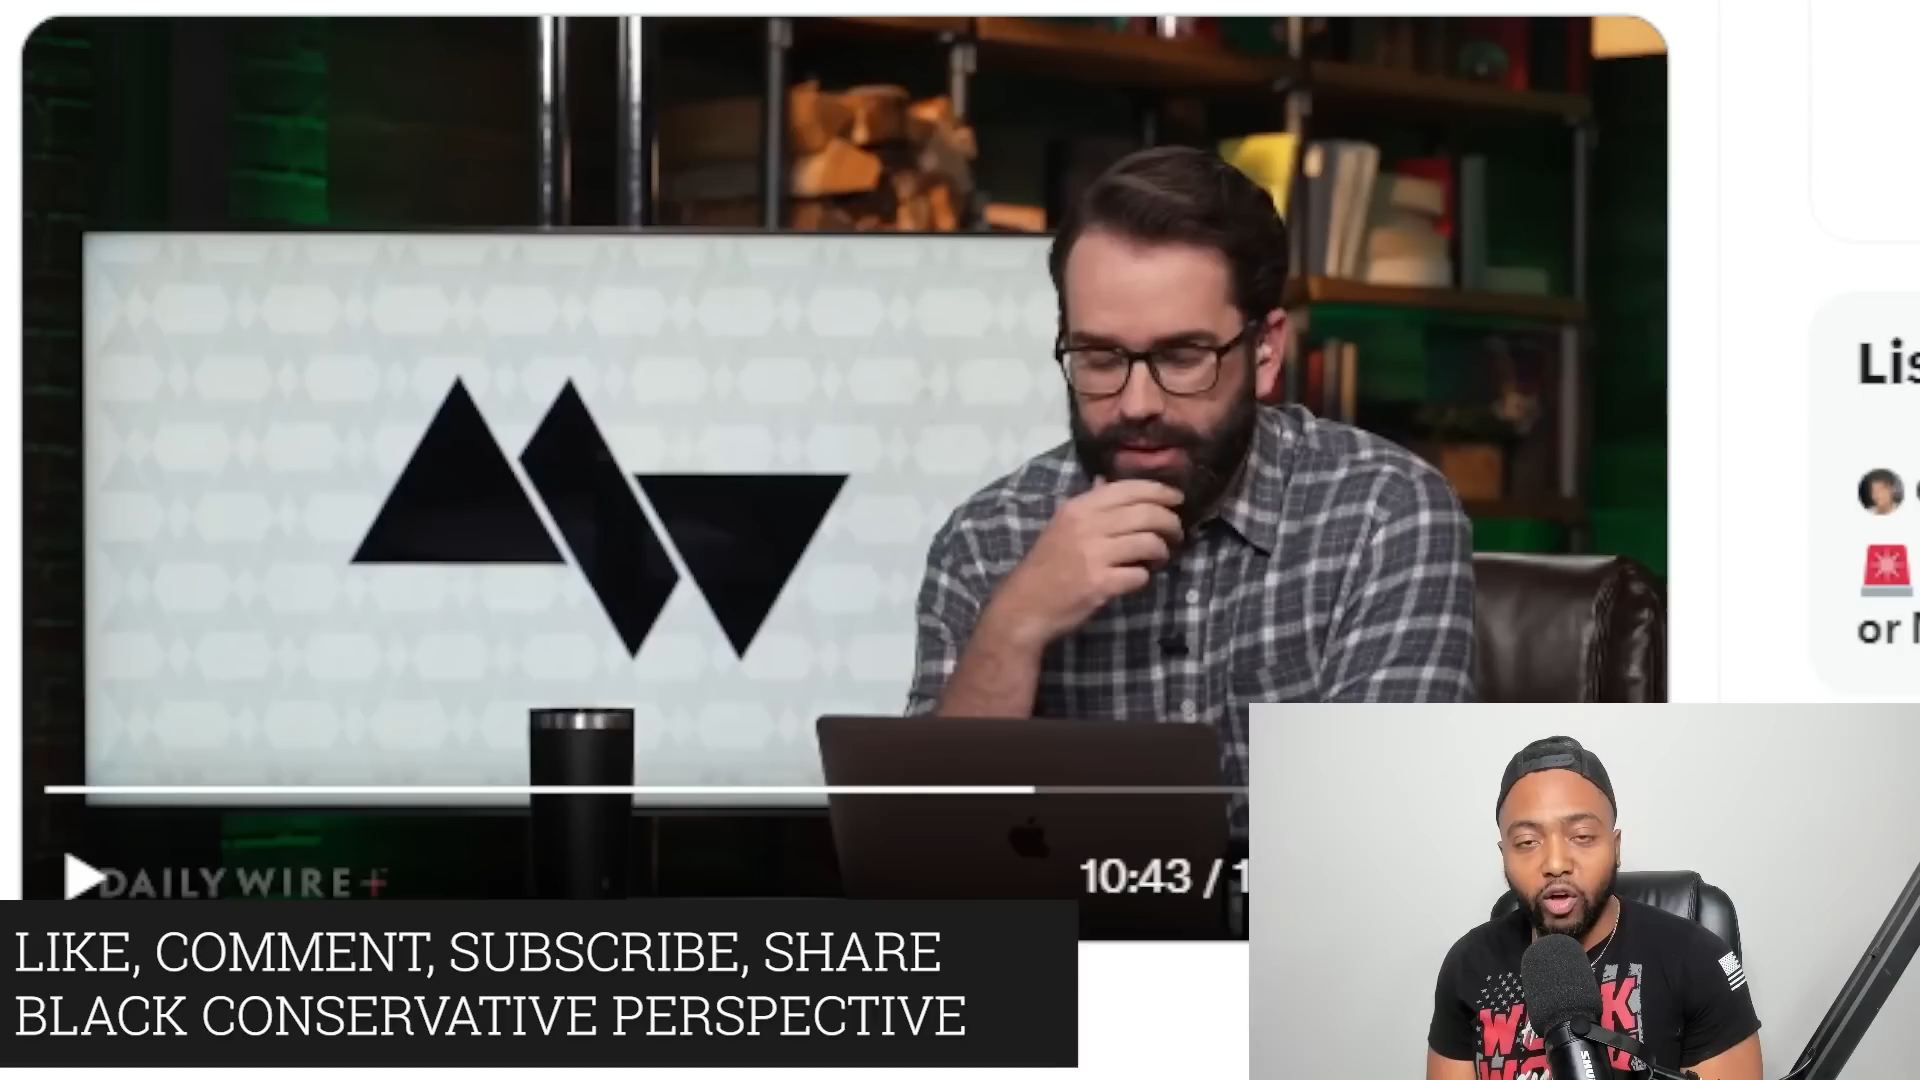 Lis
or
DAILY WIRE+
10:43 / 1
LIKE, COMMENT, SUBSCRIBE, SHARE
BLACK CONSERVATIVE PERSPECTIVE